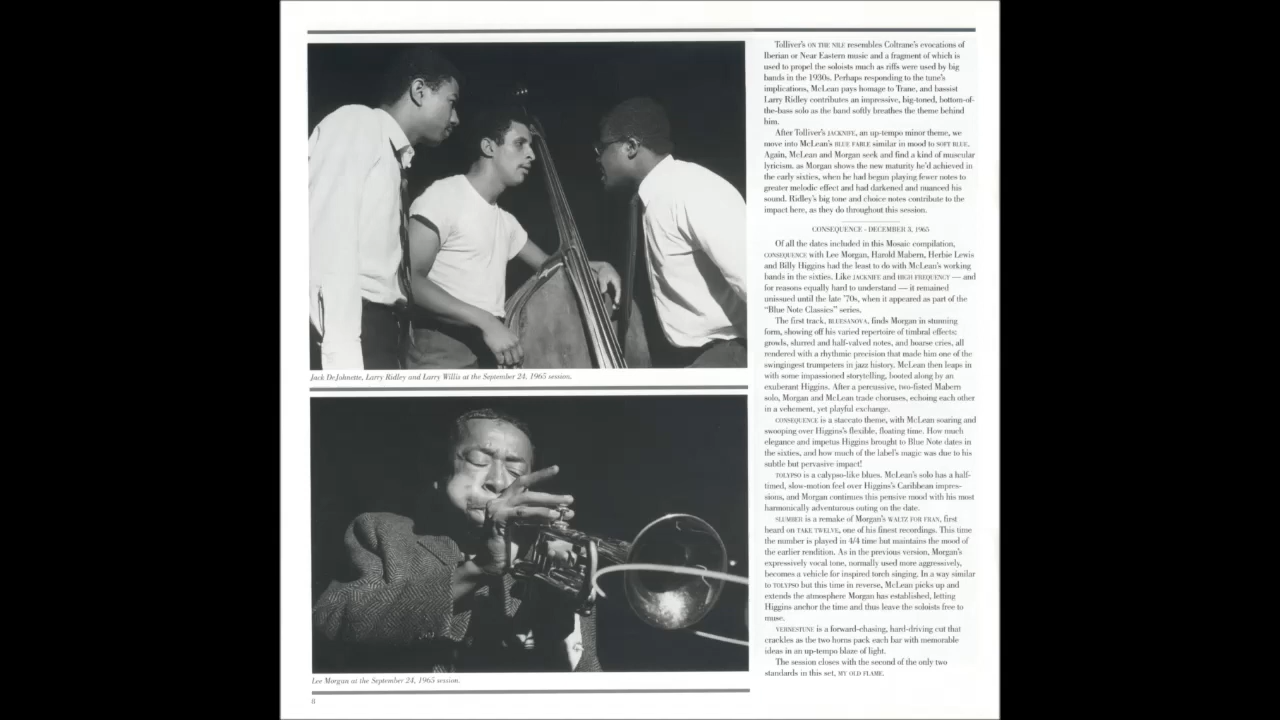 Jack DeJohnette, Larry Ridley and Larry Willis at the September 24, 1965 session.
Lee Morgan at the September 24, 1965 session.
8
Tolliver's ON THE NILE resembles Coltrane's evocations of
Iberian or Near Eastern music and a fragment of which is
used to propel the soloists much as riffs were used by big
bands in the 1930s. Perhaps responding to the tune's
implications, McLean pays homage to Trane, and bassist
Larry Ridley contributes an impressive, big-toned, bottom-of-
the-bass solo as the band softly breathes the theme behind
him.
After Tolliver's JACKNIFE, an up-tempo minor theme, we
move into McLean's BLUE FABLE similar in mood to SOFT BLUE.
Again, McLean and Morgan seek and find a kind of muscular
lyricism. as Morgan shows the new maturity he'd achieved in
the early sixties, when he had begun playing fewer notes to
greater melodic effect and had darkened and nuanced his
sound. Ridley's big tone and choice notes contribute to the
impact here, as they do throughout this session.
CONSEQUENCE - DECEMBER 3, 1965
Of all the dates included in this Mosaic compilation,
CONSEQUENCE with Lee Morgan, Harold Mabern, Herbie Lewis
and Billy Higgins had the least to do with McLean's working
bands in the sixties. Like JACKNIFE and HIGH FREQUENCY — and
for reasons equally hard to understand — it remained
unissued until the late '70s, when it appeared as part of the
"Blue Note Classics" series.
The first track, BLUESANOVA, finds Morgan in stunning
form, showing off his varied repertoire of timbral effects;
growls, slurred and half-valved notes, and hoarse cries, all
rendered with a rhythmic precision that made him one of the
swingingest trumpeters in jazz history. McLean then leaps in
with some impassioned storytelling, booted along by an
exuberant Higgins. After a percussive, two-fisted Mabern
solo, Morgan and McLean trade choruses, echoing each other
in a vehement, yet playful exchange.
CONSEQUENCE is a staccato theme, with McLean soaring and
swooping over Higgins's flexible, floating time. How much
elegance and impetus Higgins brought to Blue Note dates in
the sixties, and how much of the label's magic was due to his
subtle but pervasive impact!
TOLYPSO is a calypso-like blues. McLean's solo has a half-
timed, slow-motion feel over Higgins's Caribbean impres-
sions, and Morgan continues this pensive mood with his most
harmonically adventurous outing on the date.
SLUMBER is a remake of Morgan's WALTZ FOR FRAN, first
heard on TAKE TWELVE, one of his finest recordings. This time
the number is played in 4/4 time but maintains the mood of
the earlier rendition. As in the previous version, Morgan's
expressively vocal tone, normally used more aggressively,
becomes a vehicle for inspired torch singing. In a way similar
to TOLYPSO but this time in reverse, McLean picks up and
extends the atmosphere Morgan has established, letting
Higgins anchor the time and thus leave the soloists free to
muse.
VERNESTUNE is a forward-chasing, hard-driving cut that
crackles as the two horns pack each bar with memorable
ideas in an up-tempo blaze of light.
The session closes with the second of the only two
standards in this set, MY OLD FLAME.